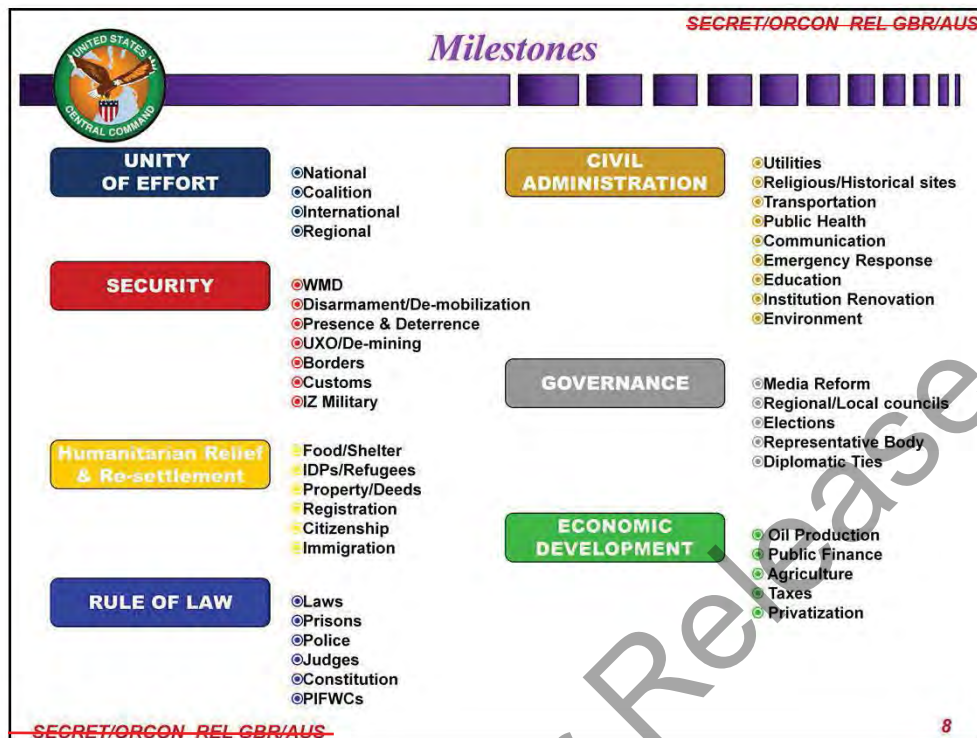 SECRET/ORCON REL GBR/AUS
Milestones
UNITED STATES
CENTRAL COMMAND
UNITY
OF EFFORT
National
Coalition
International
Regional
SECURITY
WMD
Disarmament/De-mobilization
Presence & Deterrence
UXO/De-mining
Borders
Customs
IZ Military
Humanitarian Relief
& Re-settlement
Food/Shelter
IDPs/Refugees
Property/Deeds
Registration
Citizenship
Immigration
RULE OF LAW
Laws
Prisons
Police
Judges
Constitution
PIFWCs
CIVIL
ADMINISTRATION
Utilities
Religious/Historical sites
Transportation
Public Health
Communication
Emergency Response
Education
Institution Renovation
Environment
GOVERNANCE
Media Reform
Regional/Local councils
Elections
Representative Body
Diplomatic Ties
ECONOMIC
DEVELOPMENT
Oil Production
Public Finance
Agriculture
Taxes
Privatization
Release
SECRET/ORCON REL GBR/AUS
8